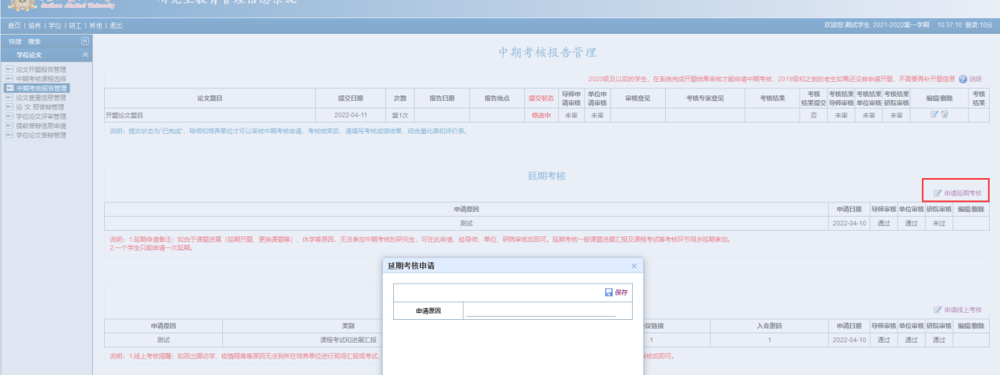 Southern Medical University
研究生教育管理信息系统
首页 | 培养 | 学位 | 研工 | 其他 | 退出
欢迎您:测试学生 2021-2022第一学期 10:37:10 登录:10分
快捷 搜索
学位论文
论文开题报告管理
中期考核课程选择
中期考核报告管理
论文查重信息管理
论 文 预答辩管理
学位论文评审管理
提前答辩信息申请
学位论文答辩管理
中期考核报告管理
2020级及以后的学生，在系统完成开题结果审核才能申请中期考核，2019级和之前的老生如果还没有申请开题，不需要再补开题信息 说明
论文题目 提交日期 次数 报告日期 报告地点 提交状态 导师申请审核 单位申请审核 审核意见 考核专家意见 考核结果 考核结果提交 考核结果导师审核 考核结果单位审核 考核结果研院审核 编辑/删除 考核结果
开题论文题目 2022-04-11 第1次 修改中 未审 未审 否 未审 未审 未审
说明：提交状态为“已完成”，导师和培养单位才可以审核中期考核申请，考核结束后，请填写考核成绩结果、综合量化表和评价表。
延期考核
申请延期考核
申请原因 申请日期 导师审核 单位审核 研院审核 编辑/删除
测试 2022-04-10 通过 通过 未过
说明：1.延期申请备注：如由于课题进展（延期开题、更换课题等）、休学等原因，无法参加中期考核的研究生，可在此申请，经导师、单位、研院审核后即可。延期考核一般课题进展汇报及课程考试等考核环节同步延期参加。
2.一个学生只能申请一次延期。
延期考核申请
保存
申请原因
申请线上考核
申请原因 类别 议链接 入会密码 申请日期 导师审核 单位审核 研院审核 编辑/删除
测试 课程考试和进展汇报 1 1 2022-04-10 通过 通过 通过
说明：1.线上考核提醒：如因出国访学、疫情隔离等原因无法到所在培养单位进行现场汇报或考试， 审核后即可。